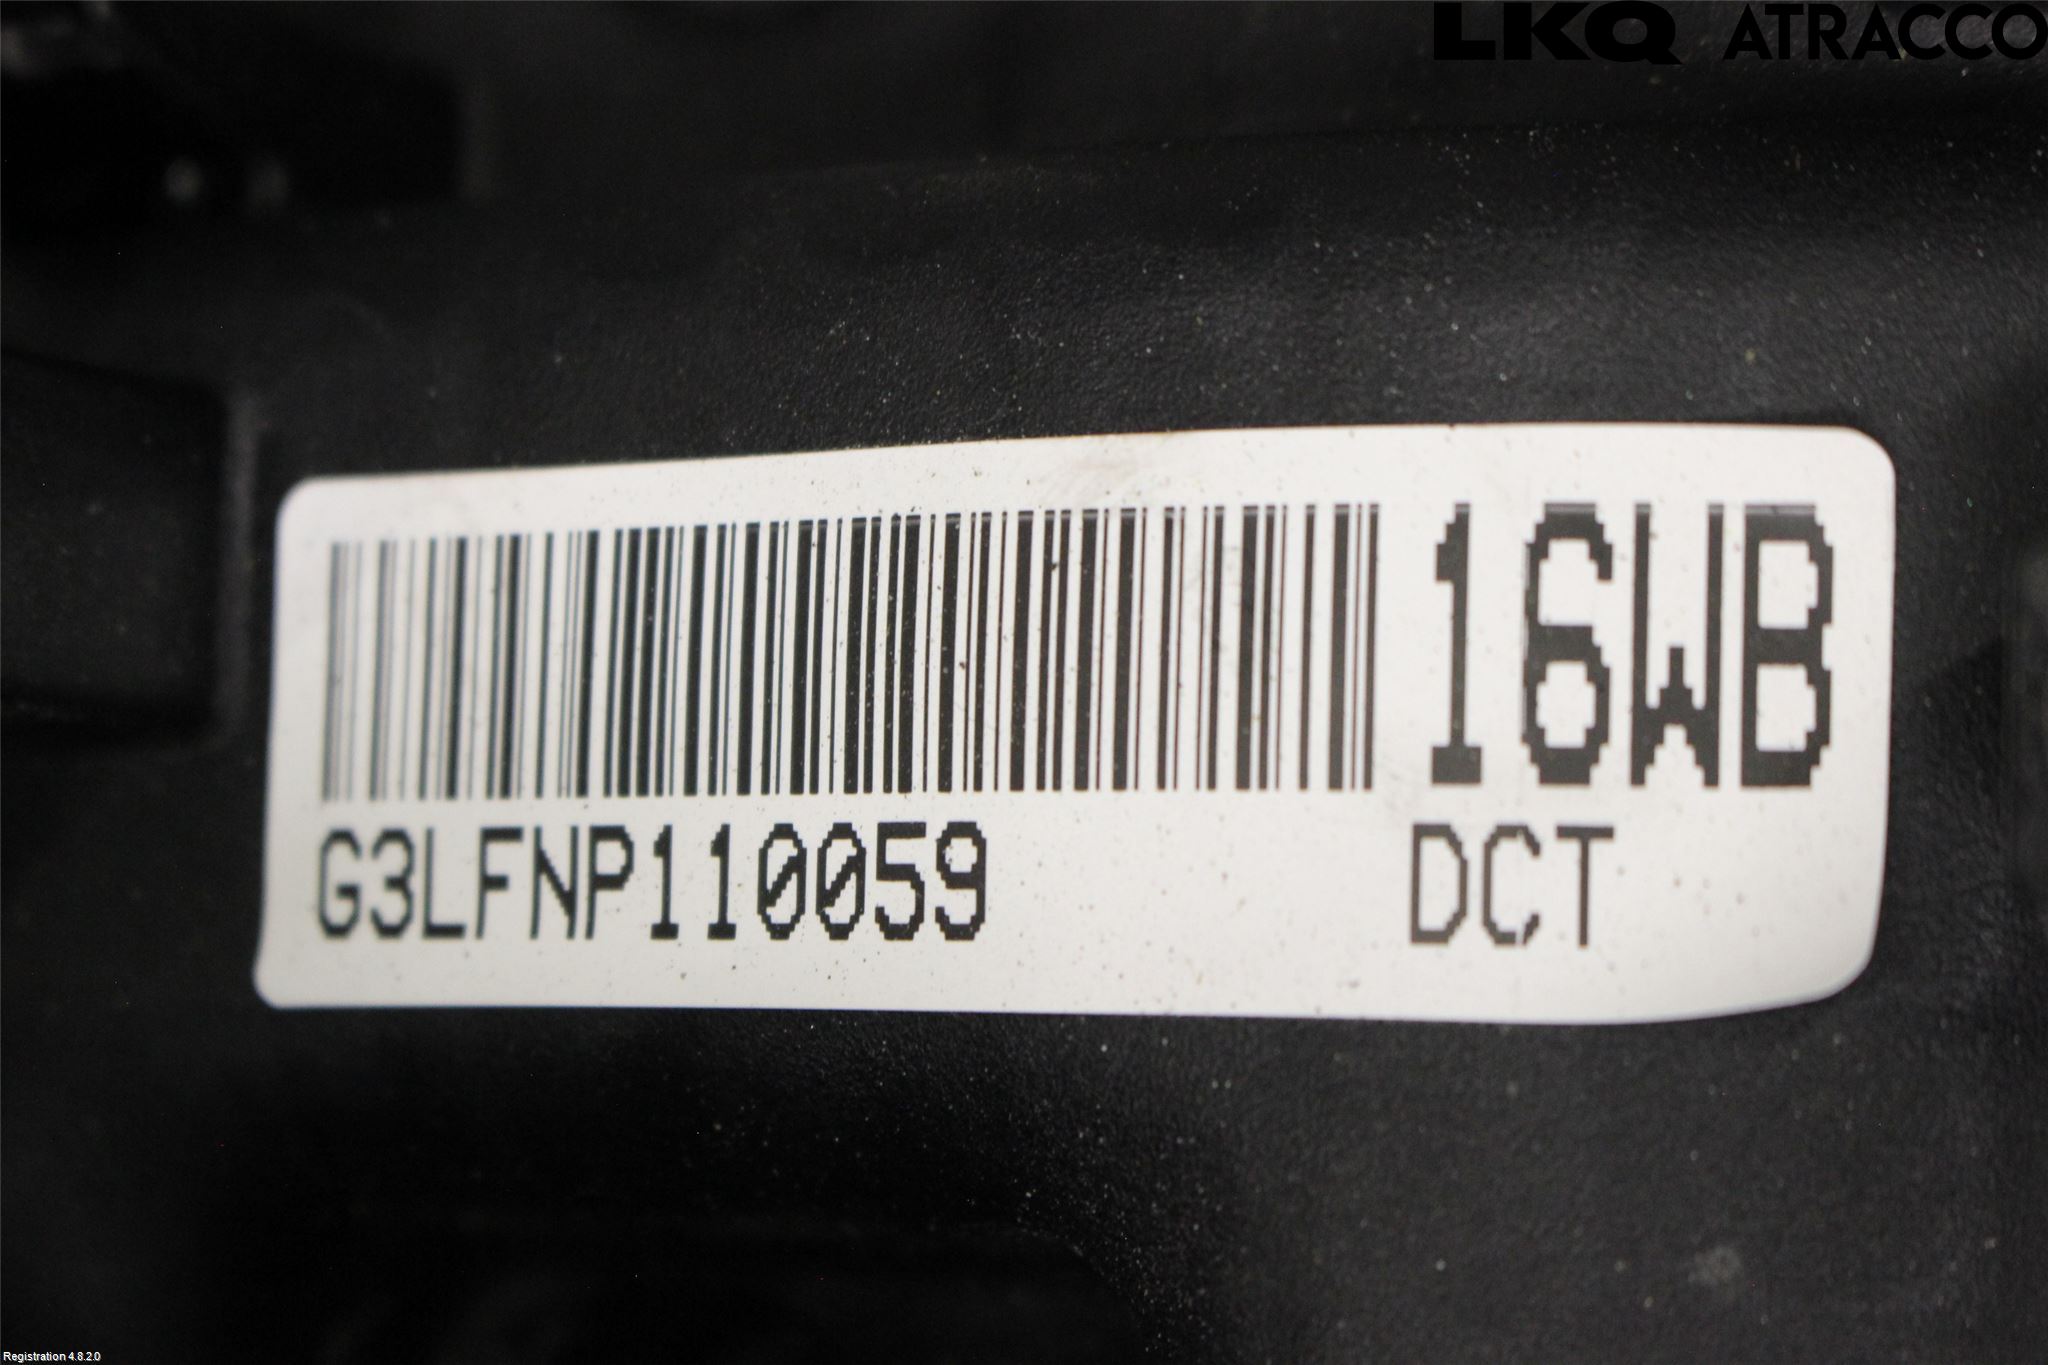 LKQ ATRACCO
16WB
G3LFNP110059 DCT
Registration 4.8.2.0